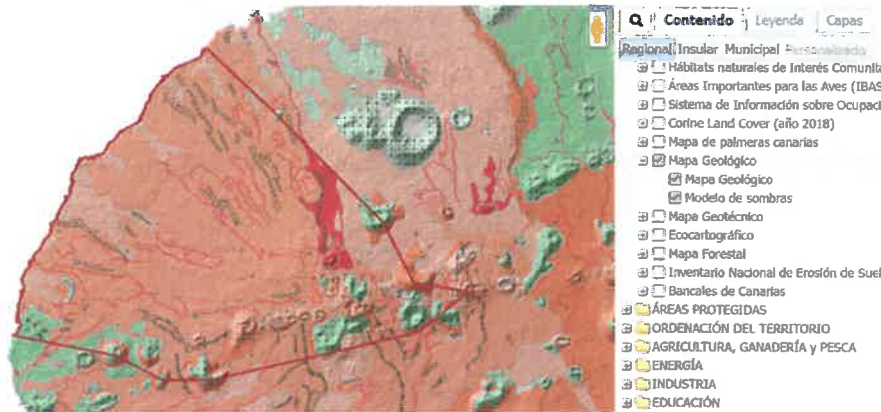 Contenido Leyenda Capas
Regional Insular Municipal
Hábitats naturales de Interés Comunita
Áreas Importantes para las Aves (IBAS
Sistema de Información sobre Ocupaci
Corine Land Cover (año 2018)
Mapa de palmeras canarias
Mapa Geológico
Mapa Geológico
Modelo de sombras
Mapa Geotécnico
Ecocartográfico
Mapa Forestal
Inventario Nacional de Erosión de Suel
Bancales de Canarias
ÁREAS PROTEGIDAS
ORDENACIÓN DEL TERRITORIO
AGRICULTURA, GANADERÍA y PESCA
ENERGÍA
INDUSTRIA
EDUCACIÓN